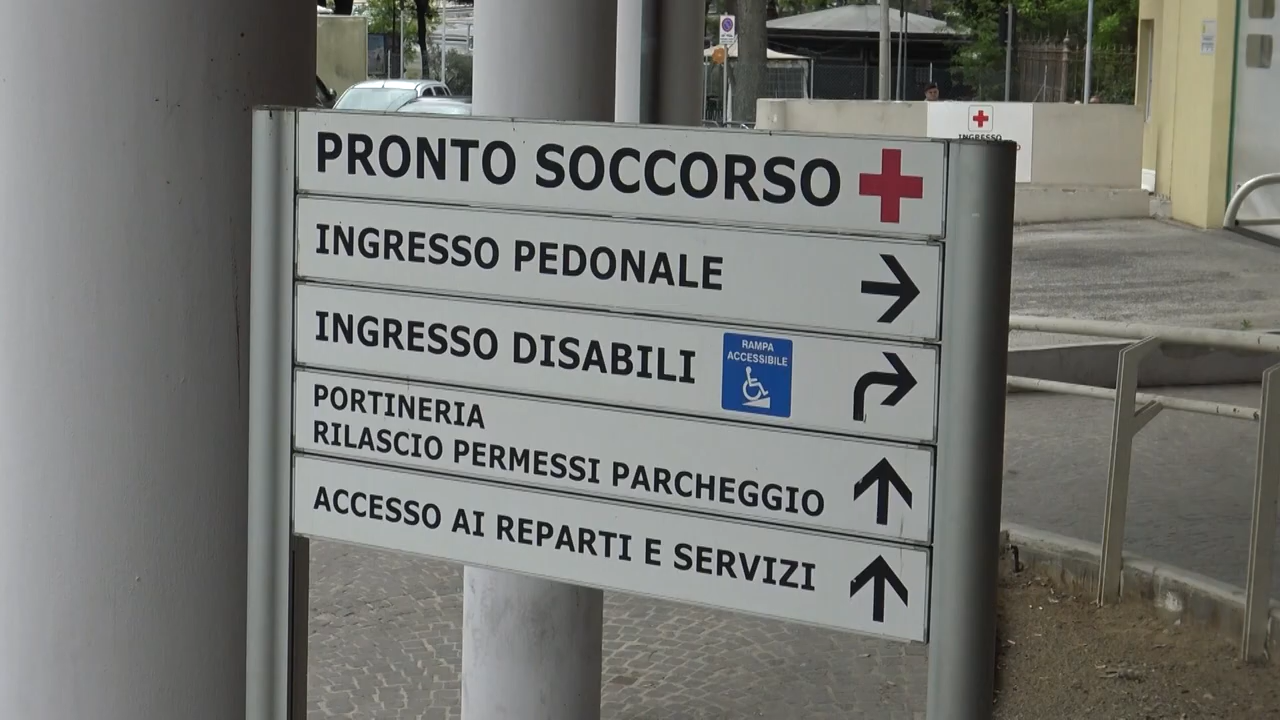 PRONTO SOCCORSO
INGRESSO PEDONALE
INGRESSO DISABILI
RAMPA
ACCESSIBILE
PORTINERIA
RILASCIO PERMESSI PARCHEGGIO
ACCESSO AI REPARTI E SERVIZI
INGRESSO